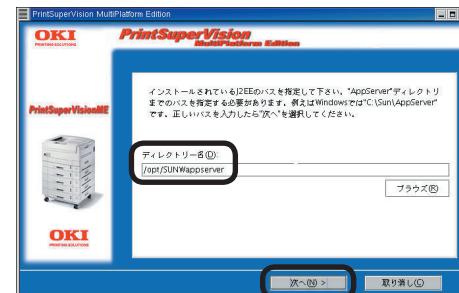 PrintSuperVision MultiPlatform Edition
OKI
PRINTING SOLUTIONS
PrintSuperVision
MultiPlatform Edition
インストールされているJ2EEのパスを指定して下さい。"AppServer"ディレクトリ
までのパスを指定する必要があります。例えばWindowsでは"C:\Sun\AppServer"
です。正しいパスを入力したら"次へ"を選択してください。
PrintSuperVisionME
ディレクトリー名(D):
/opt/SUNWappserver
ブラウズ(R)
OKI
PRINTING SOLUTIONS
次へ(N) >
取り消し(C)